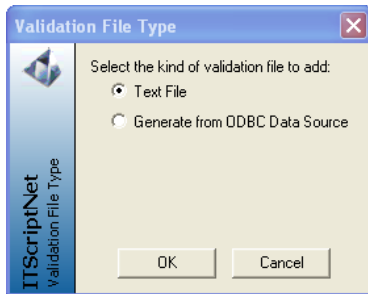 Validation File Type
Select the kind of validation file to add:
Text File
Generate from ODBC Data Source
ITScriptNet
Validation File Type
OK
Cancel